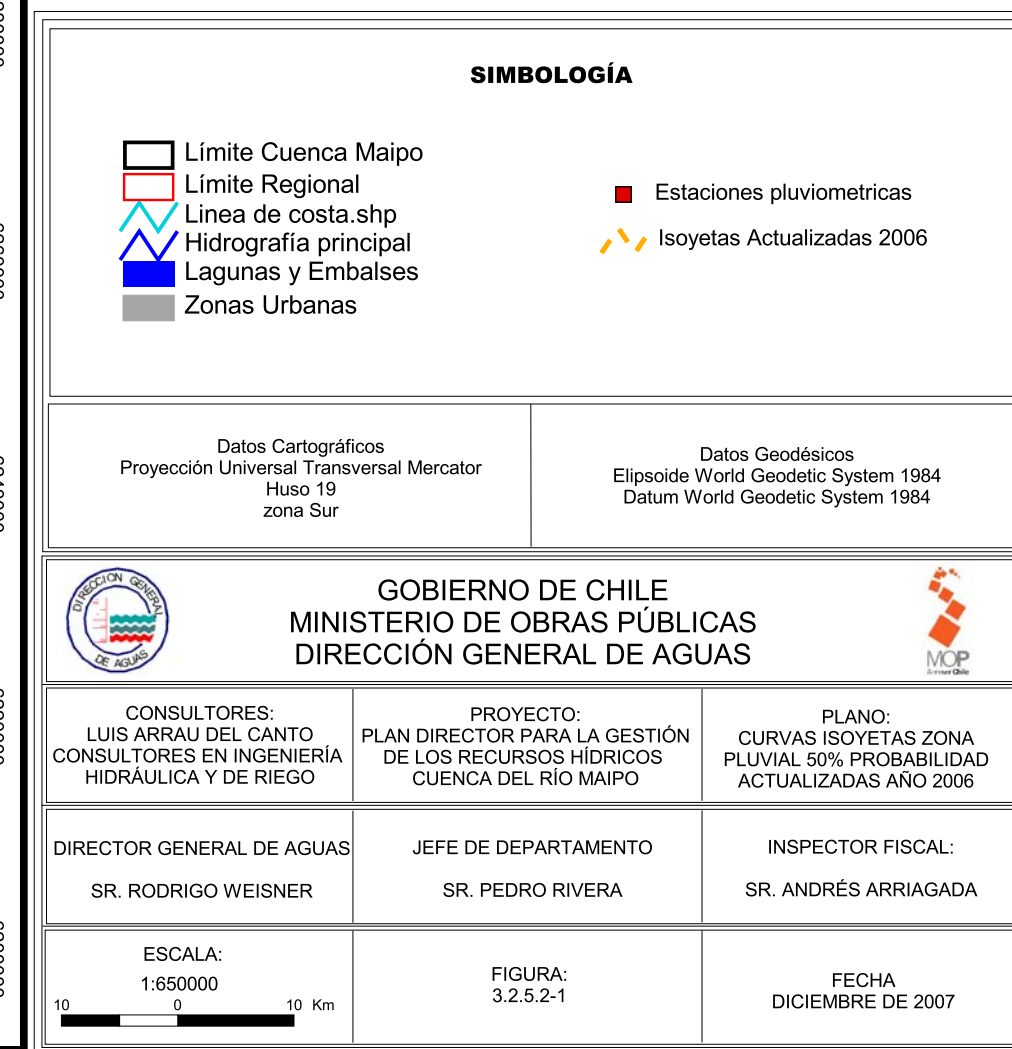 SIMBOLOGÍA
Límite Cuenca Maipo
Límite Regional
Linea de costa.shp
Hidrografía principal
Lagunas y Embalses
Zonas Urbanas
Estaciones pluviometricas
Isoyetas Actualizadas 2006
Datos Cartográficos
Proyección Universal Transversal Mercator
Huso 19
zona Sur
Datos Geodésicos
Elipsoide World Geodetic System 1984
Datum World Geodetic System 1984
DIRECCION GENERAL
DE AGUAS
GOBIERNO DE CHILE
MINISTERIO DE OBRAS PÚBLICAS
DIRECCIÓN GENERAL DE AGUAS
MOP
CONSULTORES:
LUIS ARRAU DEL CANTO
CONSULTORES EN INGENIERÍA
HIDRÁULICA Y DE RIEGO
PROYECTO:
PLAN DIRECTOR PARA LA GESTIÓN
DE LOS RECURSOS HÍDRICOS
CUENCA DEL RÍO MAIPO
PLANO:
CURVAS ISOYETAS ZONA
PLUVIAL 50% PROBABILIDAD
ACTUALIZADAS AÑO 2006
DIRECTOR GENERAL DE AGUAS
SR. RODRIGO WEISNER
JEFE DE DEPARTAMENTO
SR. PEDRO RIVERA
INSPECTOR FISCAL:
SR. ANDRÉS ARRIAGADA
ESCALA:
1:650000
10 0 10 Km
FIGURA:
3.2.5.2-1
FECHA
DICIEMBRE DE 2007